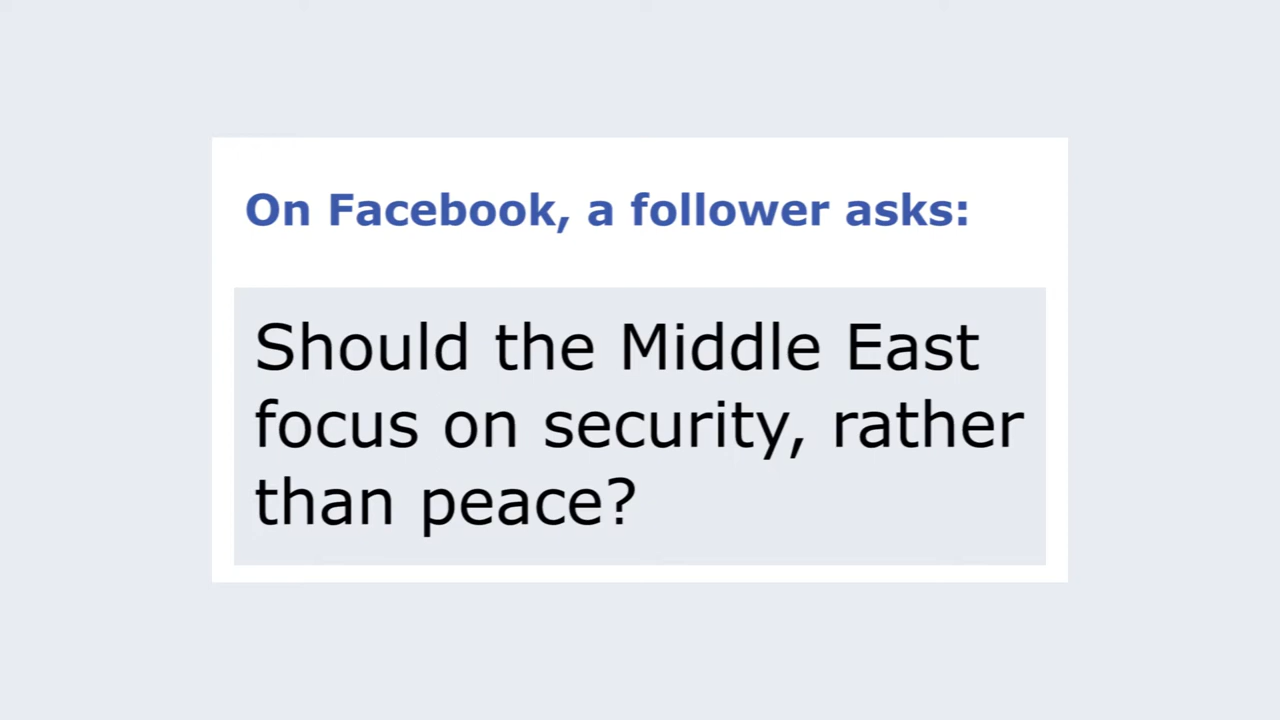 On Facebook, a follower asks:
Should the Middle East
focus on security, rather
than peace?